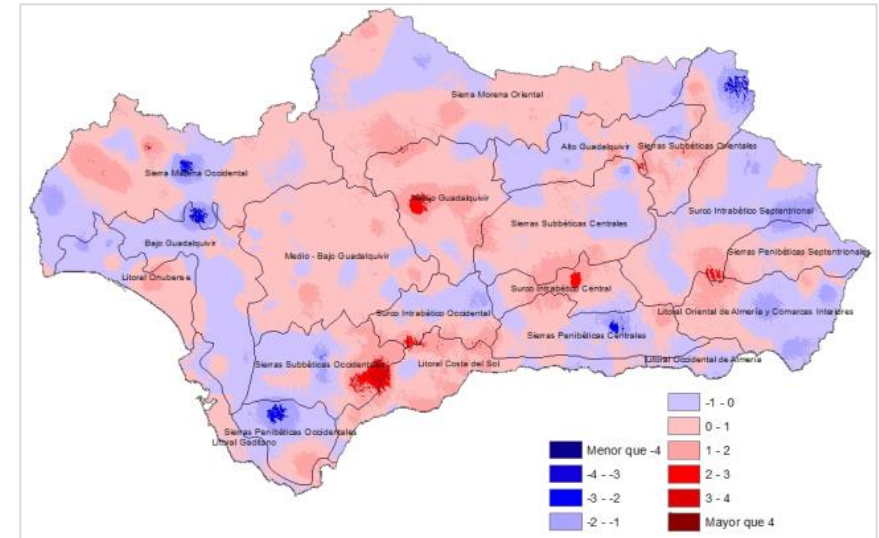 Sierra Morena Oriental
Alto Guadalquivir
Sierras Subbéticas Orientales
Sierra Morena Occidental
Guadalquivir
Surco Intrabético Septentrional
Sierras Subbéticas Centrales
Bajo Guadalquivir
Medio - Bajo Guadalquivir
Sierras Penibéticas Septentrionales
Litoral Onubense
Surco Intrabético Central
Surco Intrabético Occidental
Litoral Oriental de Almería y Comarcas Interiores
Sierras Penibéticas Centrales
Litoral Occidental de Almería
Sierras Subbéticas Occidentales
Litoral Costa del Sol
Sierras Penibéticas Occidentales
Litoral Gaditano
Menor que -4
-4 - -3
-3 - -2
-2 - -1
-1 - 0
0 - 1
1 - 2
2 - 3
3 - 4
Mayor que 4